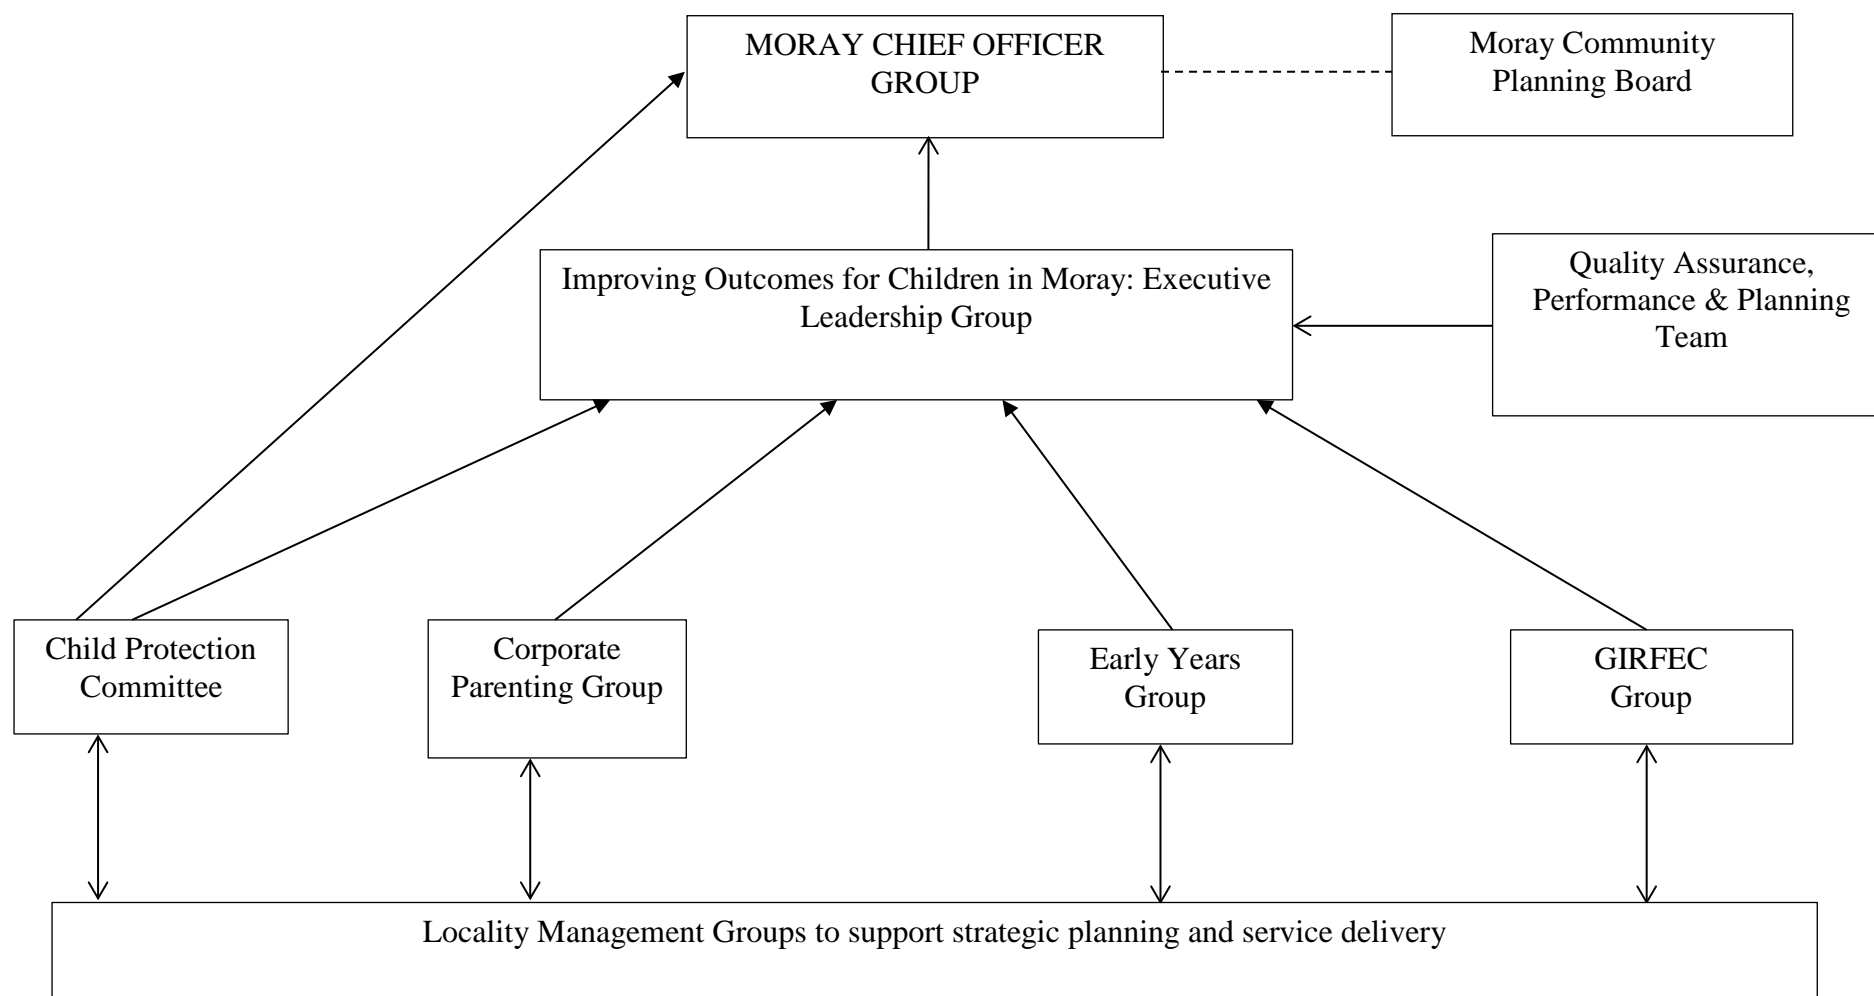 MORAY CHIEF OFFICER
GROUP
Moray Community
Planning Board
Improving Outcomes for Children in Moray: Executive
Leadership Group
Quality Assurance,
Performance & Planning
Team
Child Protection
Committee
Corporate
Parenting Group
Early Years
Group
GIRFEC
Group
Locality Management Groups to support strategic planning and service delivery